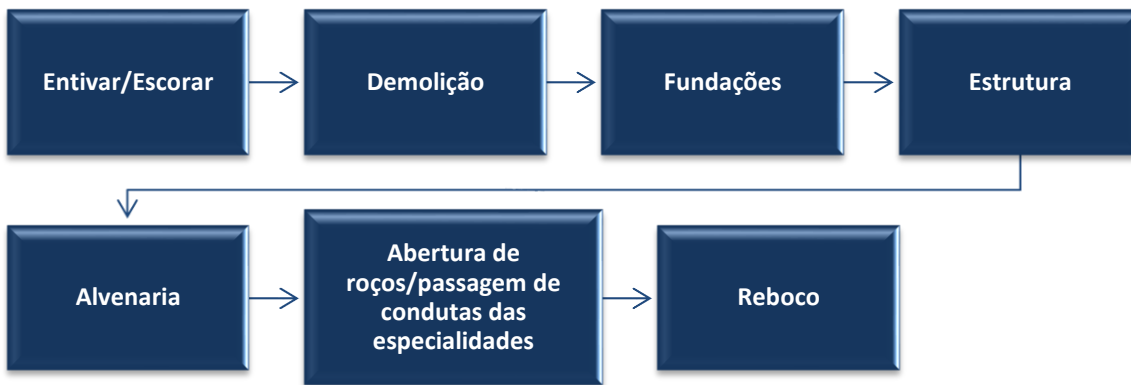 Entivar/Escorar
Demolição
Fundações
Estrutura
Alvenaria
Abertura de
roços/passagem de
condutas das
especialidades
Reboco